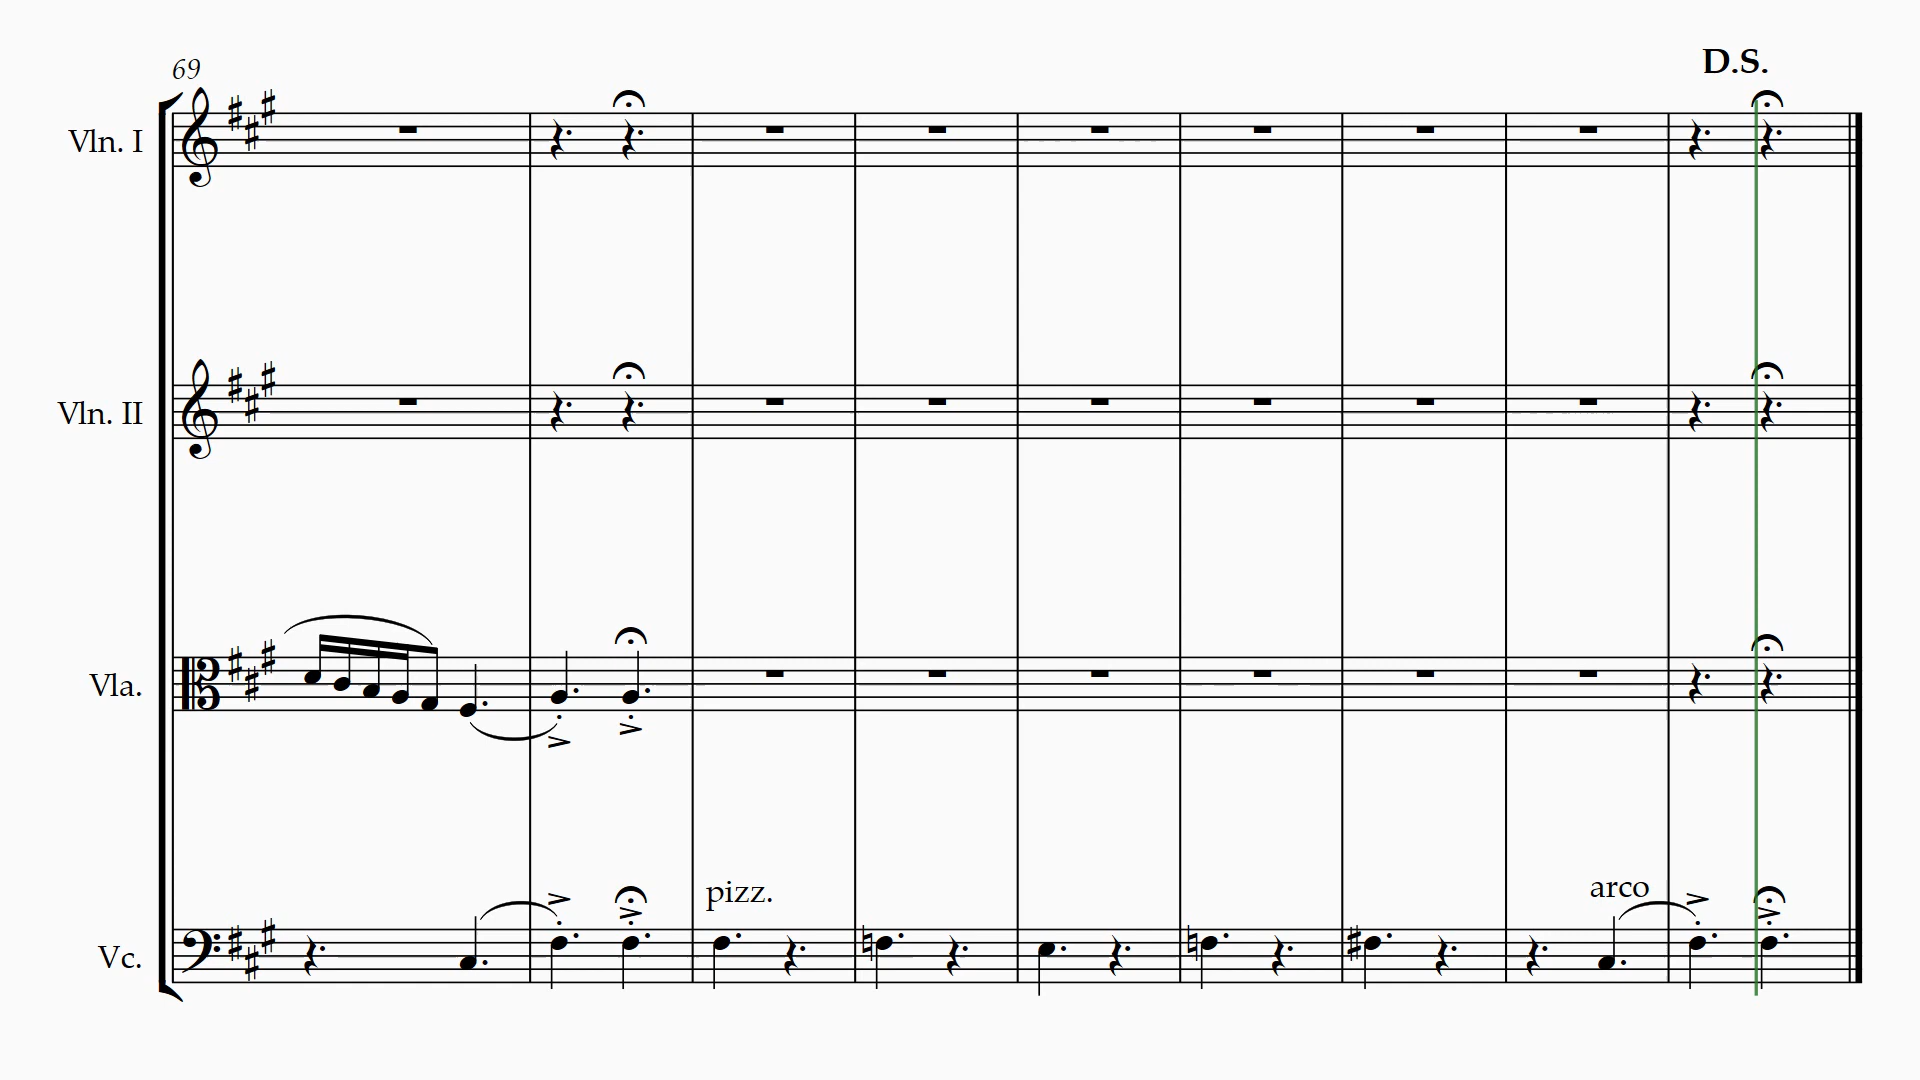 D.S.
69
Vln. I
Vln. II
Vla.
pizz.
arco
Vc.